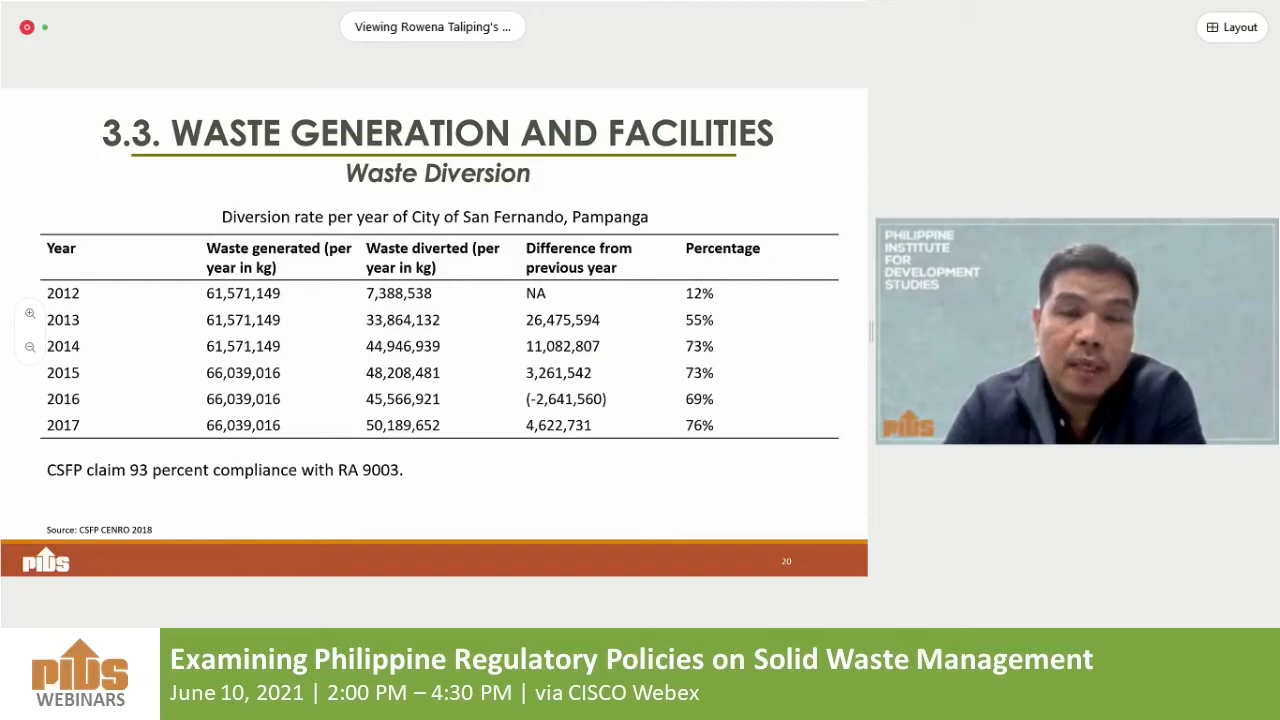 Viewing Rowena Taliping's ...
Layout
3.3. WASTE GENERATION AND FACILITIES
Waste Diversion
Diversion rate per year of City of San Fernando, Pampanga
Year Waste generated (per year in kg) Waste diverted (per year in kg) Difference from previous year Percentage
2012 61,571,149 7,388,538 NA 12%
2013 61,571,149 33,864,132 26,475,594 55%
2014 61,571,149 44,946,939 11,082,807 73%
2015 66,039,016 48,208,481 3,261,542 73%
2016 66,039,016 45,566,921 (-2,641,560) 69%
2017 66,039,016 50,189,652 4,622,731 76%
CSFP claim 93 percent compliance with RA 9003.
Source: CSFP CENRO 2018
PIDS
20
PHILIPPINE
INSTITUTE
FOR
DEVELOPMENT
STUDIES
PIDS
PIDS
WEBINARS
Examining Philippine Regulatory Policies on Solid Waste Management
June 10, 2021 | 2:00 PM – 4:30 PM | via CISCO Webex